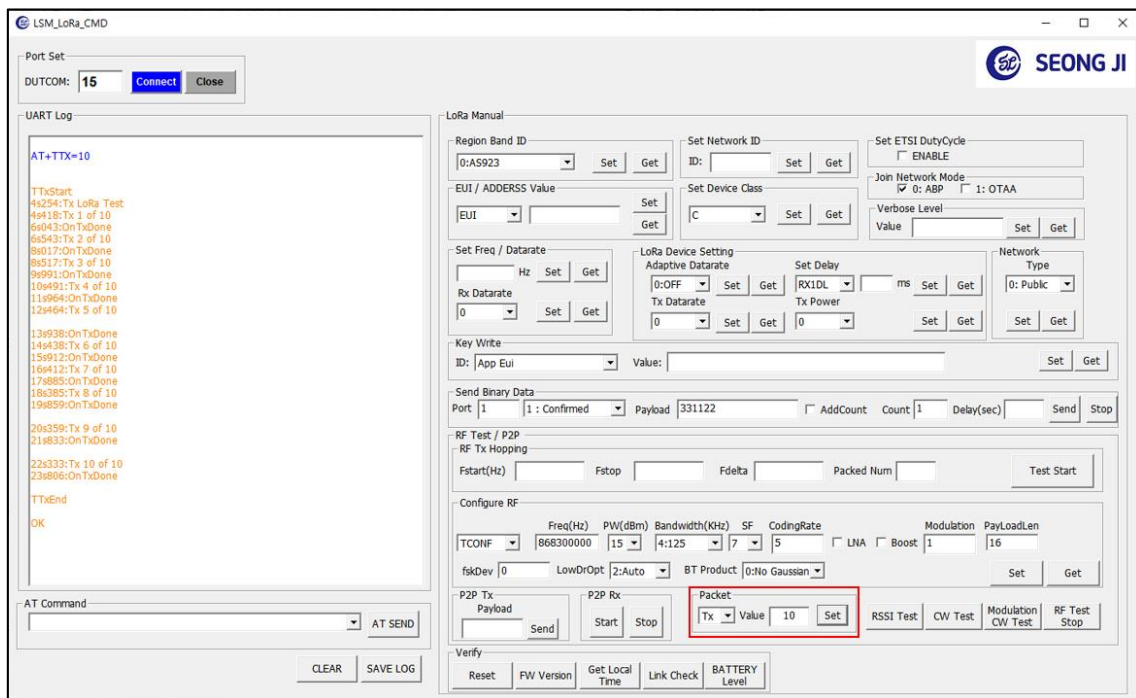 LSM_LoRa_CMD
SEONG JI
Port Set
DUTCOM: 15 Connect Close
UART Log
AT+TTX=10
TTxStart
4s254:Tx LoRa Test
4s418:Tx 1 of 10
6s043:OnTxDone
6s543:Tx 2 of 10
8s017:OnTxDone
8s517:Tx 3 of 10
9s991:OnTxDone
10s491:Tx 4 of 10
11s964:OnTxDone
12s464:Tx 5 of 10
13s938:OnTxDone
14s438:Tx 6 of 10
15s912:OnTxDone
16s412:Tx 7 of 10
17s885:OnTxDone
18s385:Tx 8 of 10
19s859:OnTxDone
20s359:Tx 9 of 10
21s833:OnTxDone
22s333:Tx 10 of 10
23s806:OnTxDone
TTxEnd
OK
AT Command
AT SEND
CLEAR SAVE LOG
LoRa Manual
Region Band ID
0:AS923 Set Get
Set Network ID
ID: Set Get
Set ETSI DutyCycle
ENABLE
Join Network Mode
0: ABP 1: OTAA
EUI / ADDERSS Value
EUI Set Get
Set Device Class
C Set Get
Verbose Level
Value Set Get
Set Freq / Datarate
Hz Set Get
Rx Datarate
0 Set Get
LoRa Device Setting
Adaptive Datarate Set Delay
0:OFF Set Get RX1DL ms Set Get
Tx Datarate Tx Power
0 Set Get 0 Set Get
Network
Type
0: Public
Set Get
Key Write
ID: App Eui Value: Set Get
Send Binary Data
Port 1 1 : Confirmed Payload 331122 AddCount Count 1 Delay(sec) Send Stop
RF Test / P2P
RF Tx Hopping
Fstart(Hz) Fstop Fdelta Packed Num Test Start
Configure RF
Freq(Hz) PW(dBm) Bandwidth(KHz) SF CodingRate Modulation PayLoadLen
TCONF 868300000 15 4:125 7 5 LNA Boost 1 16
fskDev 0 LowDrOpt 2:Auto BT Product 0:No Gaussian Set Get
P2P Tx
Payload
Send
P2P Rx
Start Stop
Packet
Tx Value 10 Set
RSSI Test CW Test Modulation CW Test RF Test Stop
Verify
Reset FW Version Get Local Time Link Check BATTERY Level